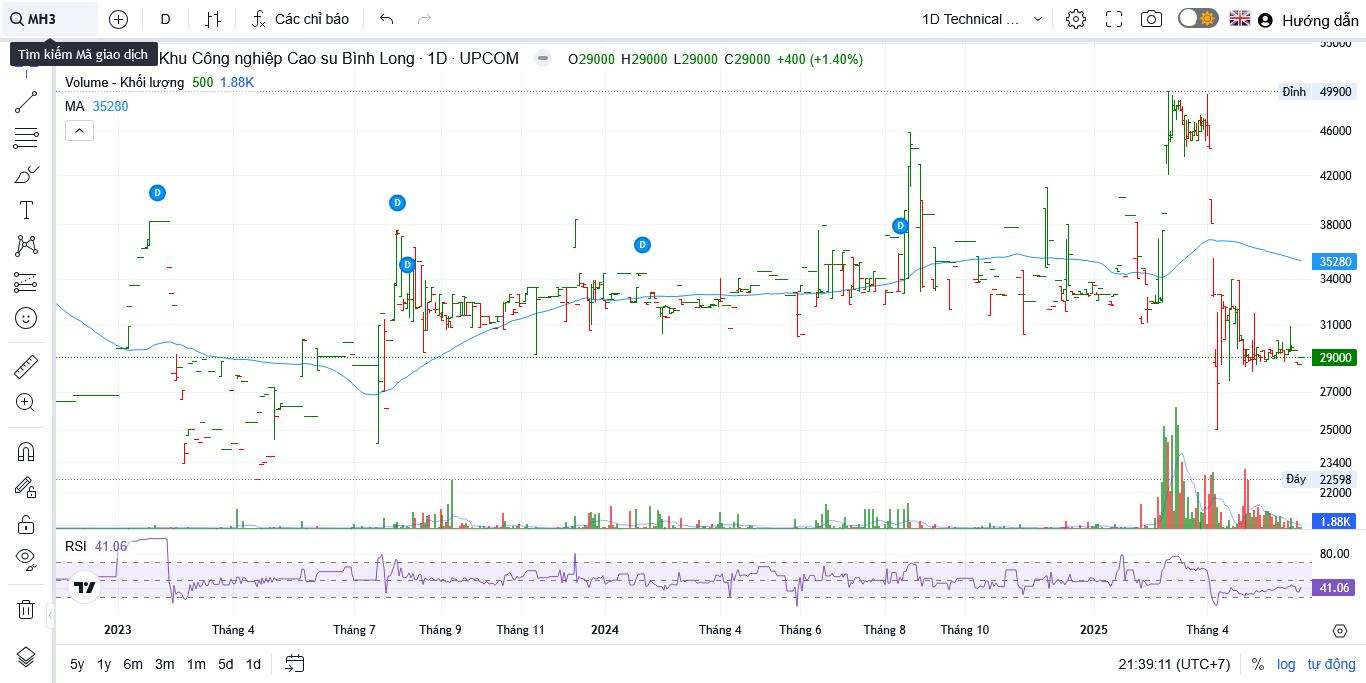 MH3
D
Các chỉ báo
1D Technical ...
Hướng dẫn
Tìm kiếm Mã giao dịch
Khu Công nghiệp Cao su Bình Long · 1D · UPCOM
O29000 H29000 L29000 C29000 +400 (+1.40%)
Volume - Khối lượng 500 1.88K
MA 35280
55000
Đỉnh 49900
46000
42000
38000
35280
34000
31000
29000
27000
25000
23400
Đáy 22598
22000
1.88K
D
D
D
D
D
RSI 41.06
80.00
41.06
2023 Tháng 4 Tháng 7 Tháng 9 Tháng 11 2024 Tháng 4 Tháng 6 Tháng 8 Tháng 10 2025 Tháng 4
5y 1y 6m 3m 1m 5d 1d
21:39:11 (UTC+7) % log tự động